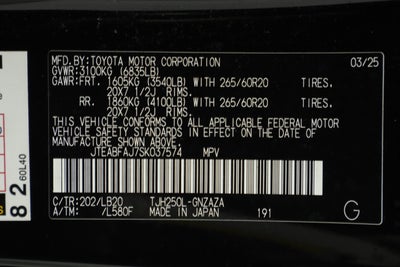 MFD.BY:TOYOTA MOTOR CORPORATION 03/25
GVWR:3100KG (6835LB)
GAWR:FRT. 1605KG (3540LB) WITH 265/60R20 TIRES.
20X7 1/2J RIMS.
RR. 1860KG (4100LB) WITH 265/60R20 TIRES.
20X7 1/2J RIMS.
THIS VEHICLE CONFORMS TO ALL APPLICABLE FEDERAL MOTOR
VEHICLE SAFETY STANDARDS IN EFFECT ON THE DATE OF
MANUFACTURE SHOWN ABOVE.
JTEABFAJ7SK037574 MPV
C/TR:202/LB20 TJH250L-GNZAZA
A/TM: /L580F MADE IN JAPAN 191
G
82
60L40